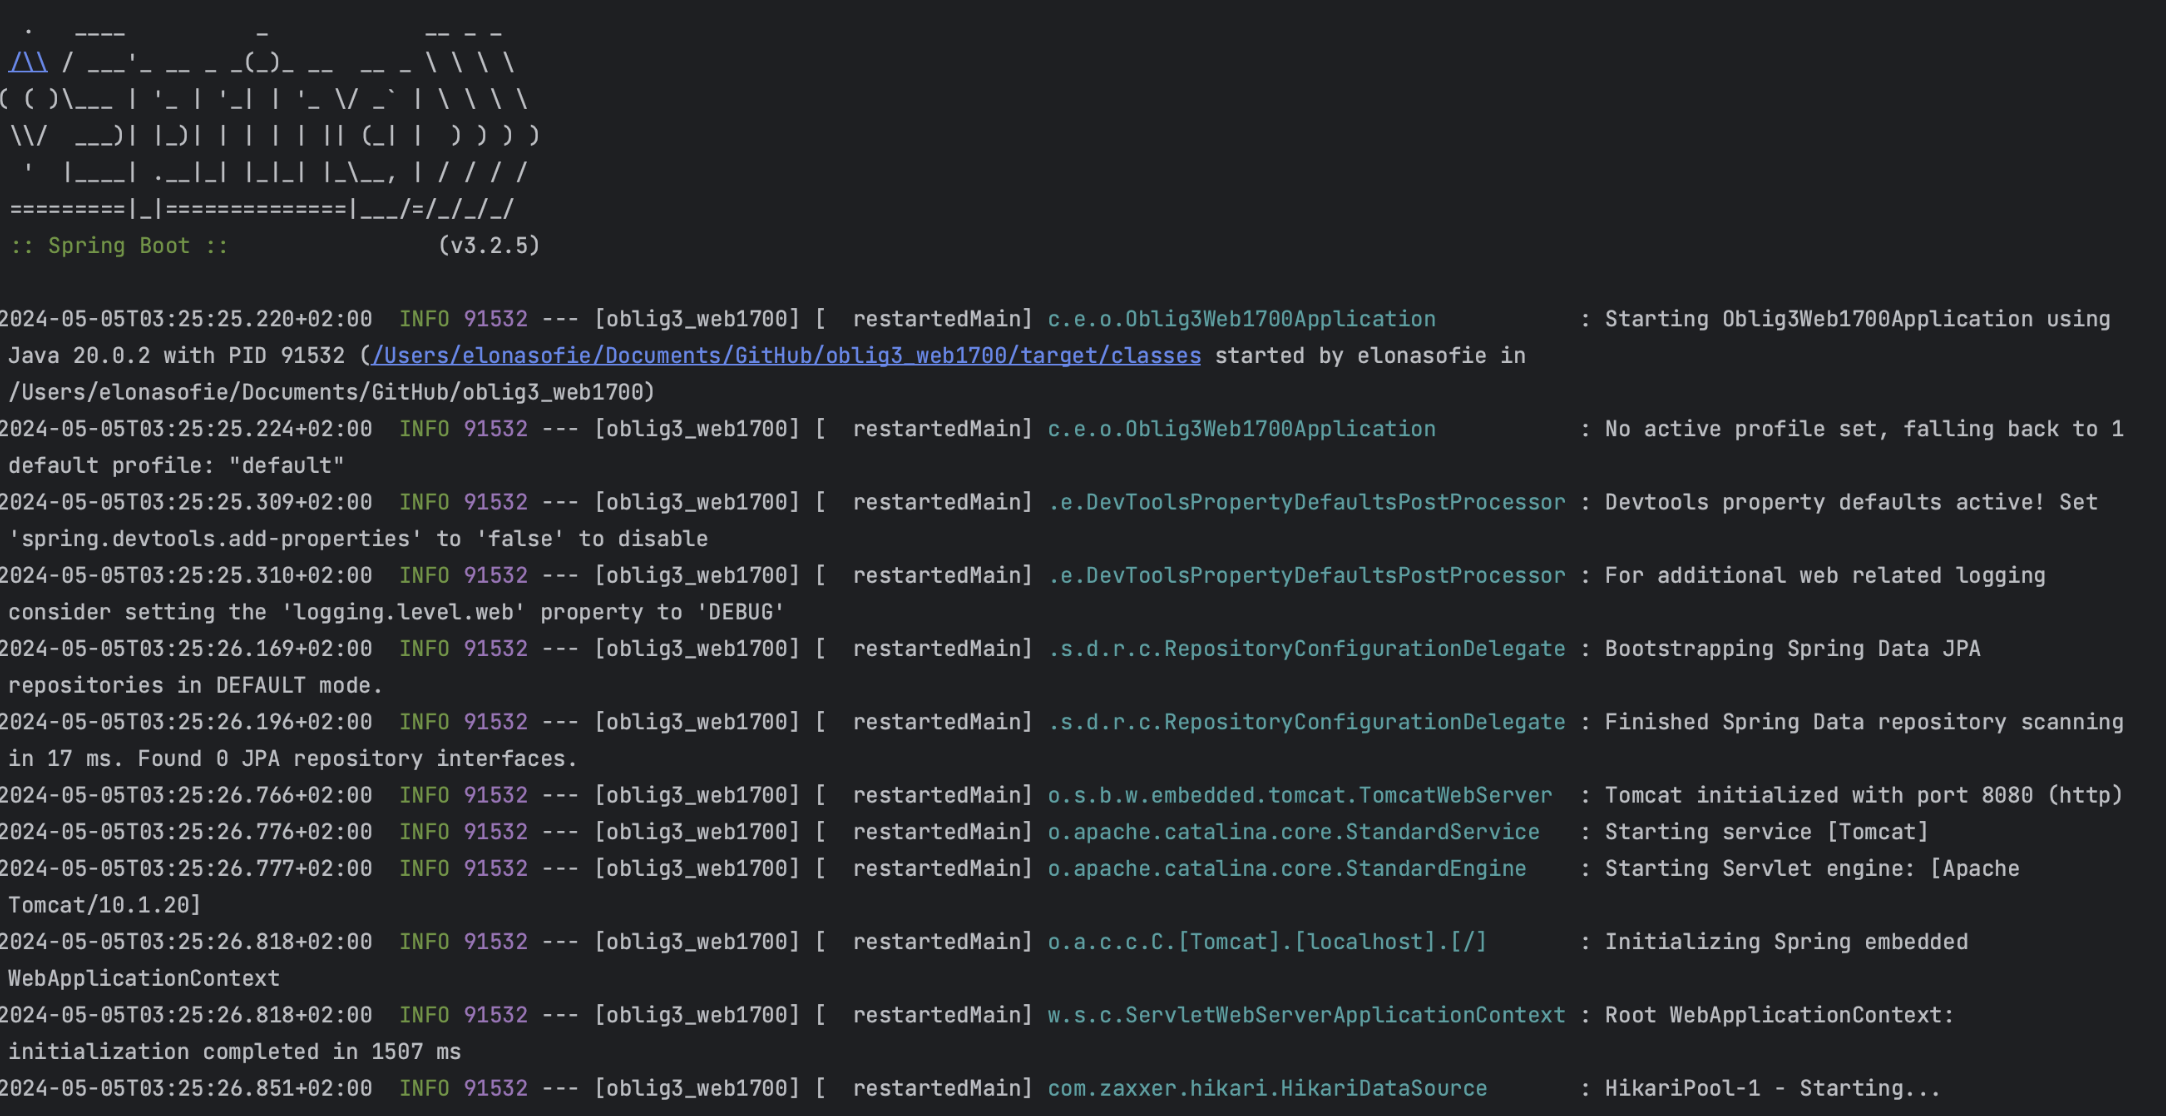 .   ____          _            __ _ _
 /\\ / ___'_ __ _ _(_)_ __  __ _ \ \ \ \
( ( )\___ | '_ | '_| | '_ \/ _` | \ \ \ \
 \\/  ___)| |_)| | | | | || (_| |  ) ) ) )
  '  |____| .__|_| |_|_| |_\__, | / / / /
 =========|_|==============|___/=/_/_/_/
 :: Spring Boot ::                (v3.2.5)
2024-05-05T03:25:25.220+02:00  INFO 91532 --- [oblig3_web1700] [  restartedMain] c.e.o.Oblig3Web1700Application           : Starting Oblig3Web1700Application using
Java 20.0.2 with PID 91532 (/Users/elonasofie/Documents/GitHub/oblig3_web1700/target/classes started by elonasofie in
/Users/elonasofie/Documents/GitHub/oblig3_web1700)
2024-05-05T03:25:25.224+02:00  INFO 91532 --- [oblig3_web1700] [  restartedMain] c.e.o.Oblig3Web1700Application           : No active profile set, falling back to 1
default profile: "default"
2024-05-05T03:25:25.309+02:00  INFO 91532 --- [oblig3_web1700] [  restartedMain] .e.DevToolsPropertyDefaultsPostProcessor : Devtools property defaults active! Set
'spring.devtools.add-properties' to 'false' to disable
2024-05-05T03:25:25.310+02:00  INFO 91532 --- [oblig3_web1700] [  restartedMain] .e.DevToolsPropertyDefaultsPostProcessor : For additional web related logging
consider setting the 'logging.level.web' property to 'DEBUG'
2024-05-05T03:25:26.169+02:00  INFO 91532 --- [oblig3_web1700] [  restartedMain] .s.d.r.c.RepositoryConfigurationDelegate : Bootstrapping Spring Data JPA
repositories in DEFAULT mode.
2024-05-05T03:25:26.196+02:00  INFO 91532 --- [oblig3_web1700] [  restartedMain] .s.d.r.c.RepositoryConfigurationDelegate : Finished Spring Data repository scanning
in 17 ms. Found 0 JPA repository interfaces.
2024-05-05T03:25:26.766+02:00  INFO 91532 --- [oblig3_web1700] [  restartedMain] o.s.b.w.embedded.tomcat.TomcatWebServer  : Tomcat initialized with port 8080 (http)
2024-05-05T03:25:26.776+02:00  INFO 91532 --- [oblig3_web1700] [  restartedMain] o.apache.catalina.core.StandardService   : Starting service [Tomcat]
2024-05-05T03:25:26.777+02:00  INFO 91532 --- [oblig3_web1700] [  restartedMain] o.apache.catalina.core.StandardEngine    : Starting Servlet engine: [Apache
Tomcat/10.1.20]
2024-05-05T03:25:26.818+02:00  INFO 91532 --- [oblig3_web1700] [  restartedMain] o.a.c.c.C.[Tomcat].[localhost].[/]       : Initializing Spring embedded
WebApplicationContext
2024-05-05T03:25:26.818+02:00  INFO 91532 --- [oblig3_web1700] [  restartedMain] w.s.c.ServletWebServerApplicationContext : Root WebApplicationContext:
initialization completed in 1507 ms
2024-05-05T03:25:26.851+02:00  INFO 91532 --- [oblig3_web1700] [  restartedMain] com.zaxxer.hikari.HikariDataSource       : HikariPool-1 - Starting...